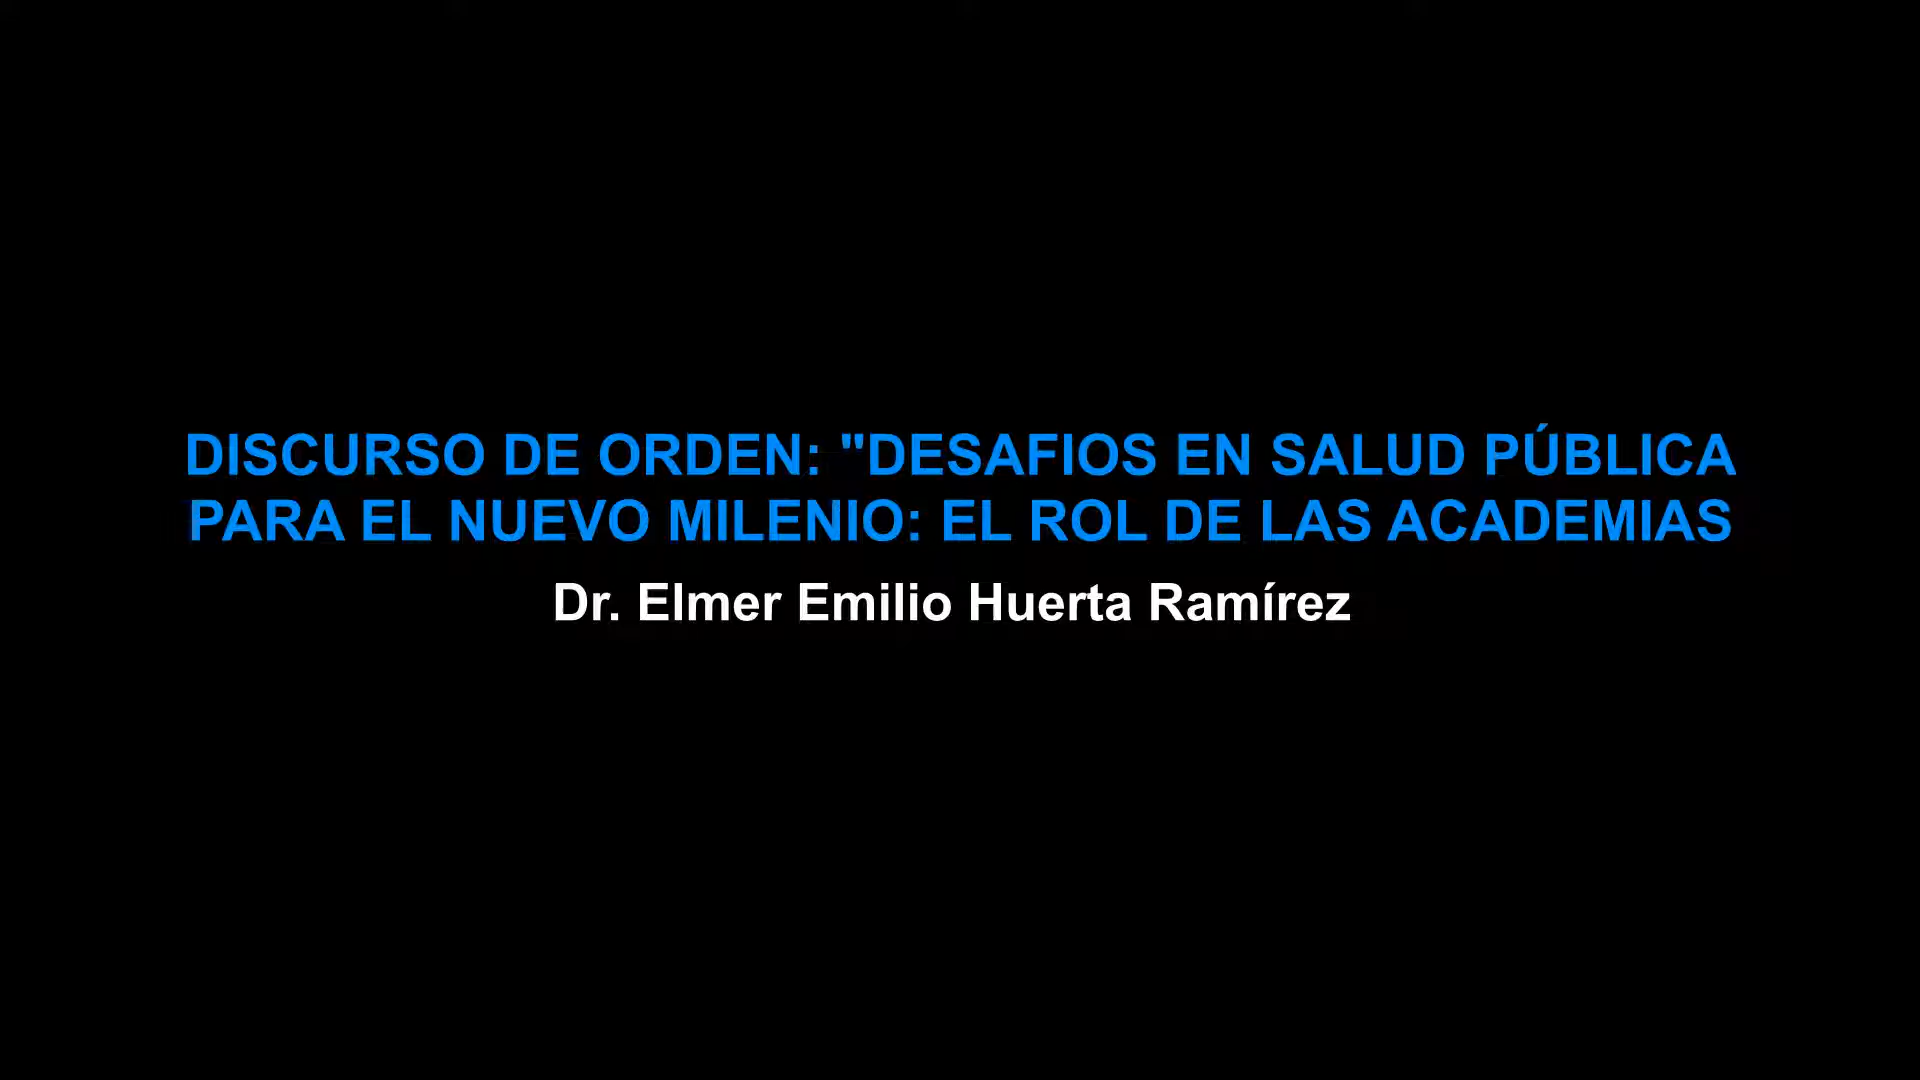 DISCURSO DE ORDEN: "DESAFIOS EN SALUD PÚBLICA
PARA EL NUEVO MILENIO: EL ROL DE LAS ACADEMIAS
Dr. Elmer Emilio Huerta Ramírez